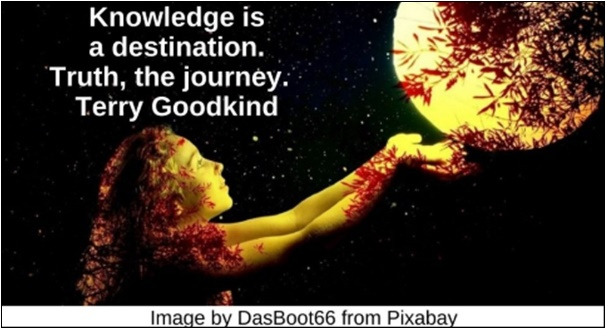 Knowledge is
a destination.
Truth, the journey.
Terry Goodkind
Image by DasBoot66 from Pixabay